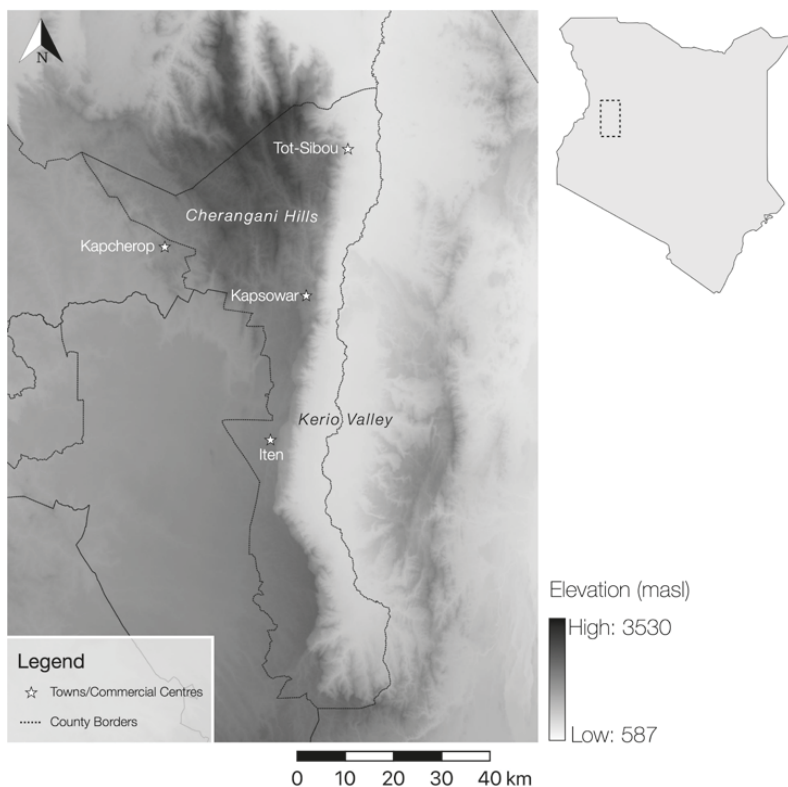 N
Tot-Sibou
Cherangani Hills
Kapcherop
Kapsowar
Kerio Valley
Iten
Elevation (masl)
High: 3530
Low: 587
Legend
Towns/Commercial Centres
County Borders
0 10 20 30 40 km